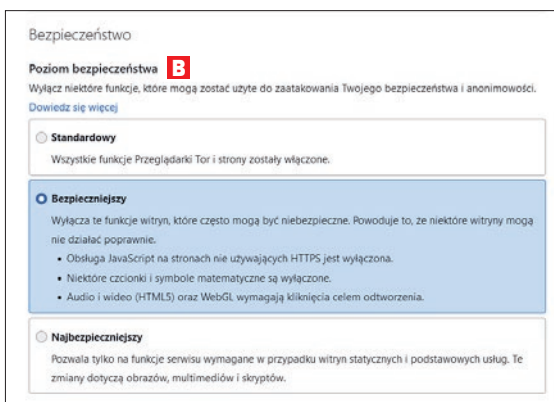 Bezpieczeństwo
Poziom bezpieczeństwa B
Wyłącz niektóre funkcje, które mogą zostać użyte do zaatakowania Twojego bezpieczeństwa i anonimowości.
Dowiedz się więcej
Standardowy
Wszystkie funkcje Przeglądarki Tor i strony zostały włączone.
Bezpieczniejszy
Wyłącza te funkcje witryn, które często mogą być niebezpieczne. Powoduje to, że niektóre witryny mogą
nie działać poprawnie.
• Obsługa JavaScript na stronach nie używających HTTPS jest wyłączona.
• Niektóre czcionki i symbole matematyczne są wyłączone.
• Audio i wideo (HTML5) oraz WebGL wymagają kliknięcia celem odtworzenia.
Najbezpieczniejszy
Pozwala tylko na funkcje serwisu wymagane w przypadku witryn statycznych i podstawowych usług. Te
zmiany dotyczą obrazów, multimediów i skryptów.